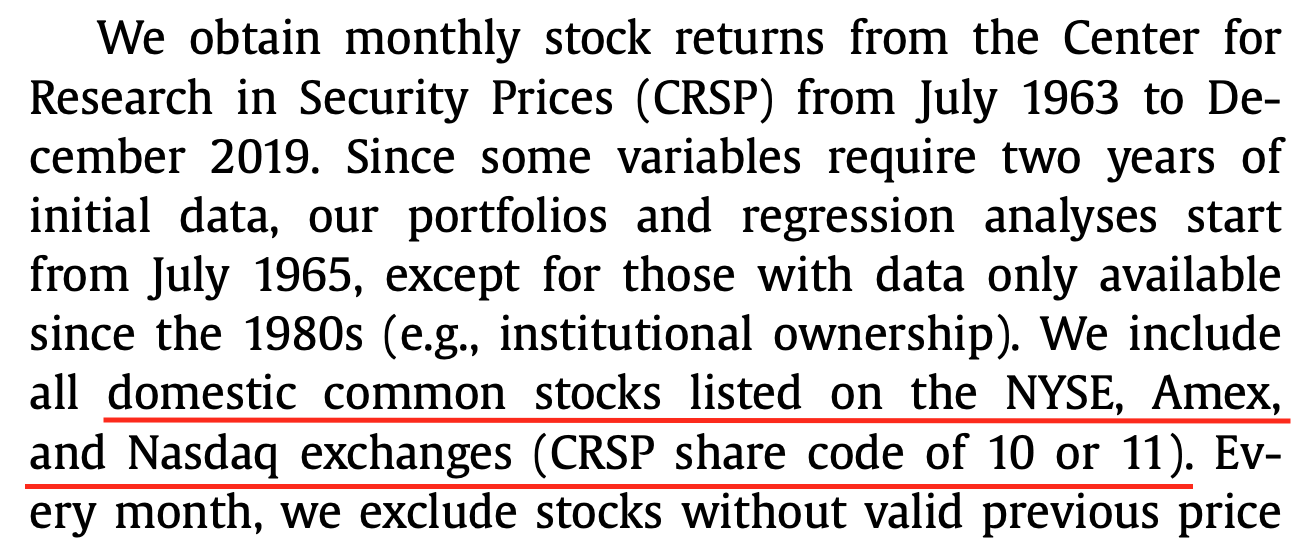 We obtain monthly stock returns from the Center for
Research in Security Prices (CRSP) from July 1963 to De-
cember 2019. Since some variables require two years of
initial data, our portfolios and regression analyses start
from July 1965, except for those with data only available
since the 1980s (e.g., institutional ownership). We include
all domestic common stocks listed on the NYSE, Amex,
and Nasdaq exchanges (CRSP share code of 10 or 11). Ev-
ery month, we exclude stocks without valid previous price